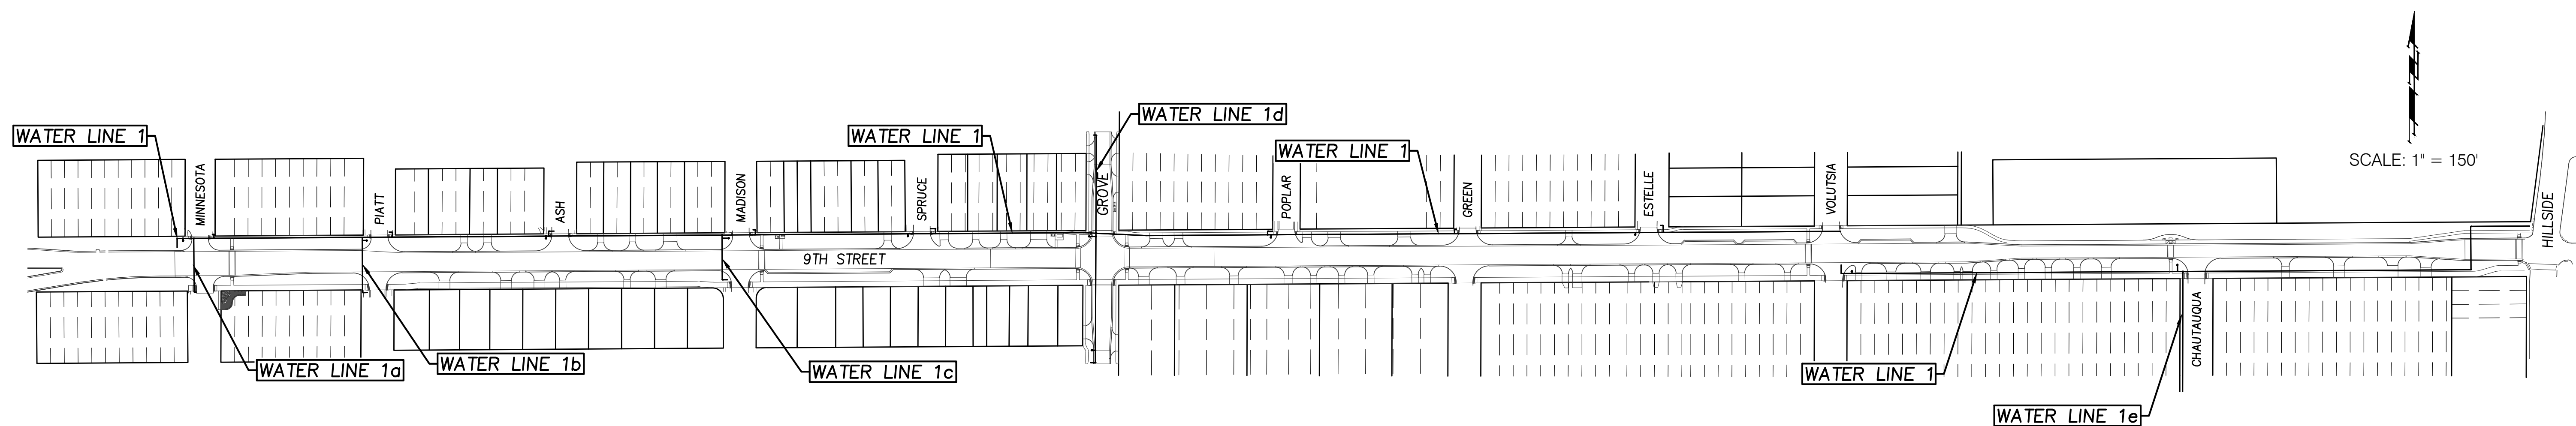 WATER LINE 1d
WATER LINE 1
WATER LINE 1
WATER LINE 1
SCALE: 1" = 150'
MINNESOTA
PIATT
ASH
MADISON
SPRUCE
GROVE
POPLAR
GREEN
ESTELLE
VOLUTSIA
HILLSIDE
9TH STREET
CHAUTAUQUA
WATER LINE 1a
WATER LINE 1b
WATER LINE 1c
WATER LINE 1
WATER LINE 1e